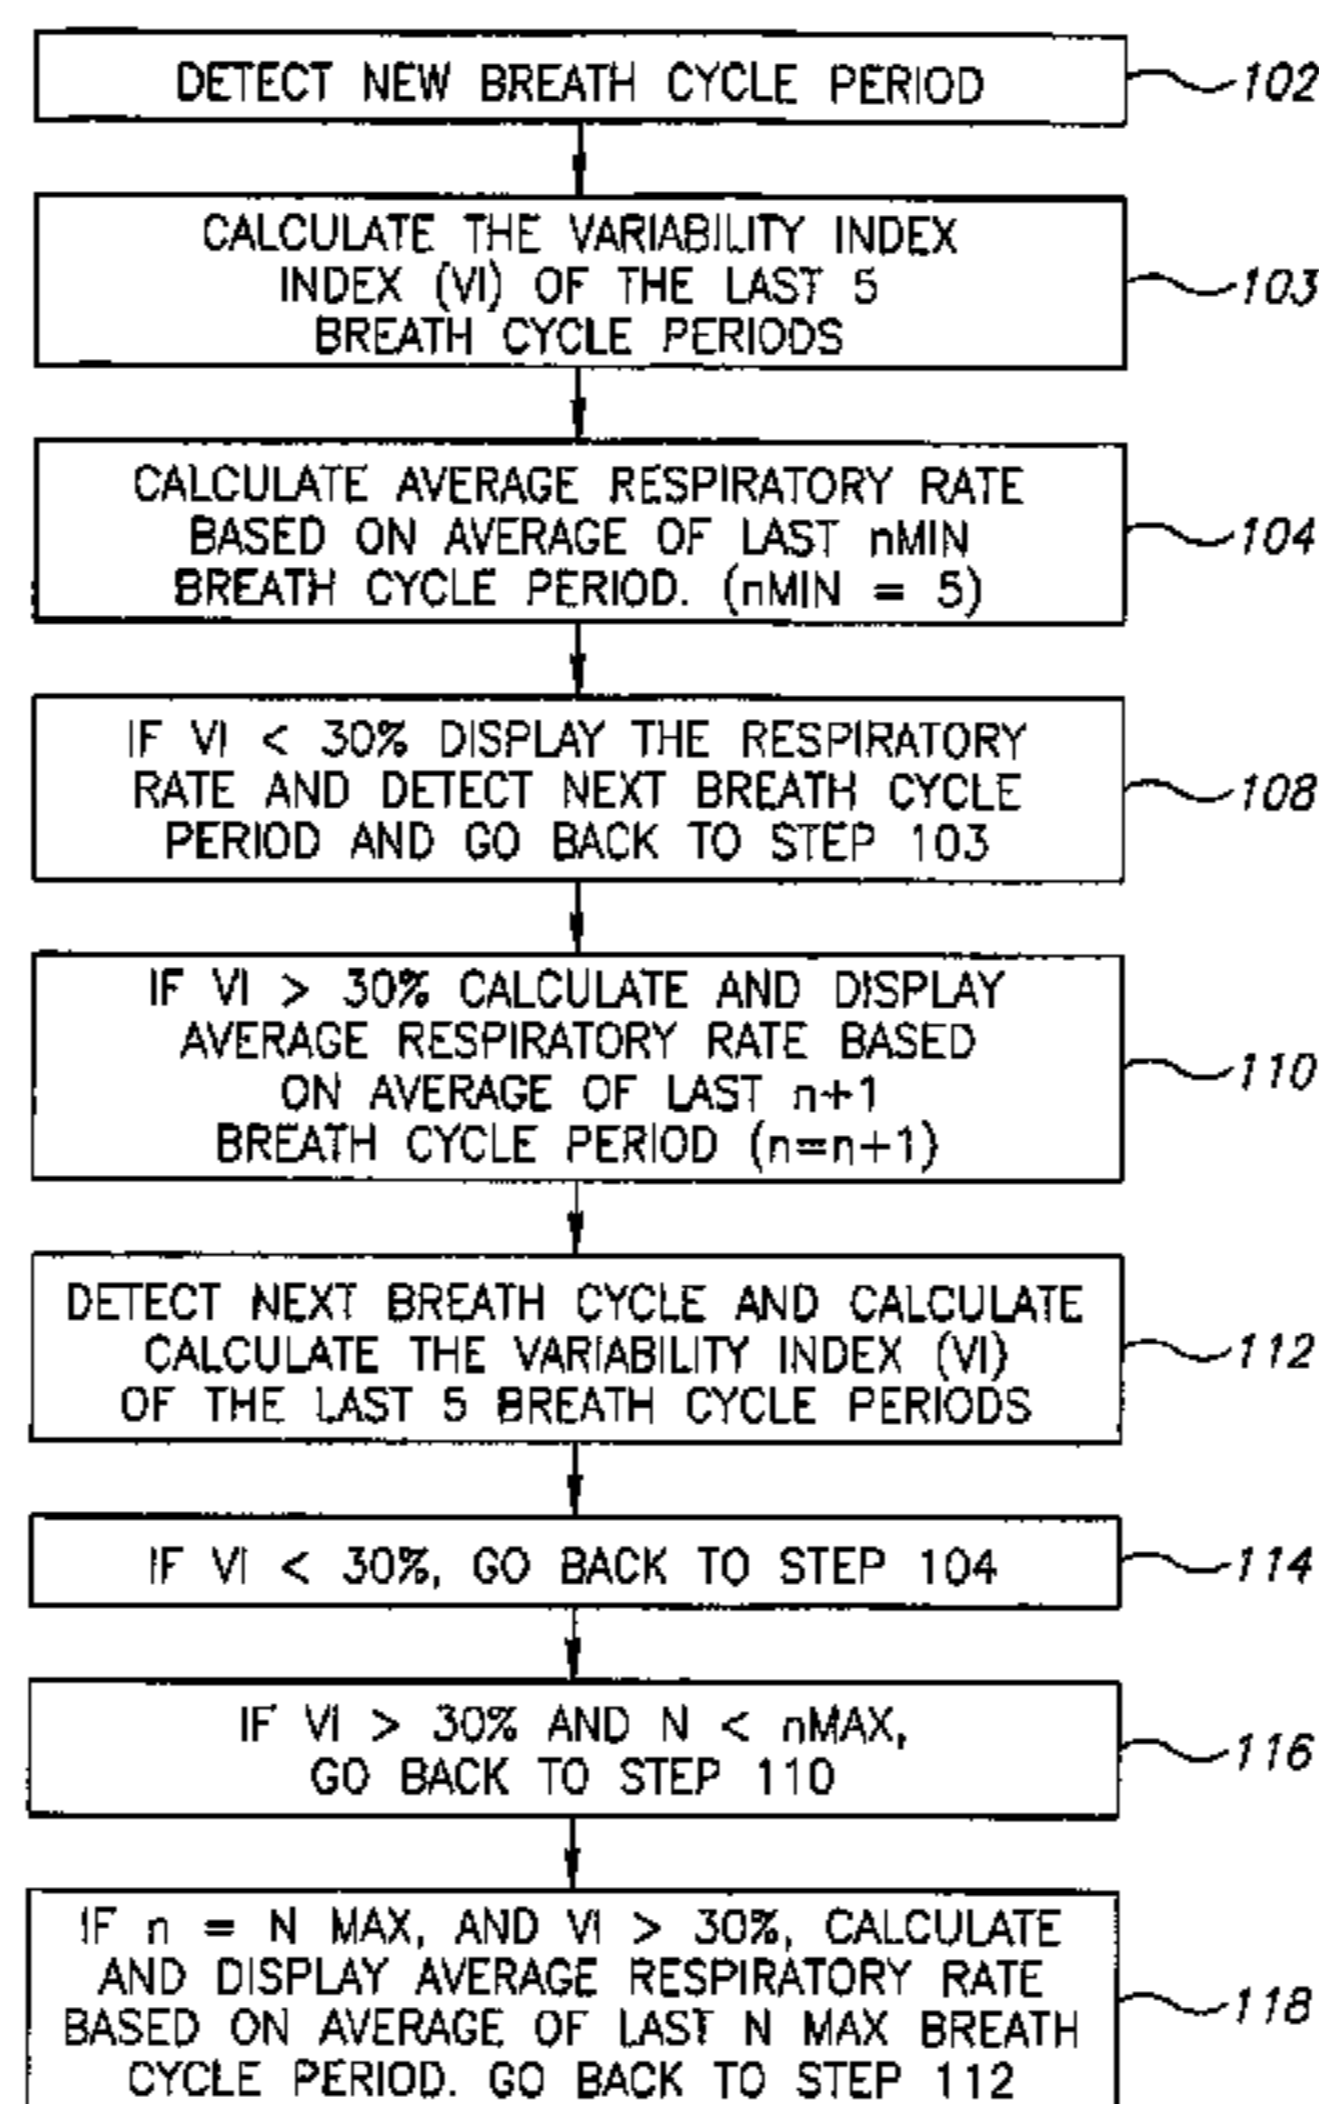 DETECT NEW BREATH CYCLE PERIOD
102
CALCULATE THE VARIABILITY INDEX
INDEX (VI) OF THE LAST 5
BREATH CYCLE PERIODS
103
CALCULATE AVERAGE RESPIRATORY RATE
BASED ON AVERAGE OF LAST nMIN
BREATH CYCLE PERIOD. (nMIN = 5)
104
IF VI < 30% DISPLAY THE RESPIRATORY
RATE AND DETECT NEXT BREATH CYCLE
PERIOD AND GO BACK TO STEP 103
108
IF VI > 30% CALCULATE AND DISPLAY
AVERAGE RESPIRATORY RATE BASED
ON AVERAGE OF LAST n+1
BREATH CYCLE PERIOD (n=n+1)
110
DETECT NEXT BREATH CYCLE AND CALCULATE
CALCULATE THE VARIABILITY INDEX (VI)
OF THE LAST 5 BREATH CYCLE PERIODS
112
IF VI < 30%, GO BACK TO STEP 104
114
IF VI > 30% AND N < nMAX,
GO BACK TO STEP 110
116
IF n = N MAX, AND VI > 30%, CALCULATE
AND DISPLAY AVERAGE RESPIRATORY RATE
BASED ON AVERAGE OF LAST N MAX BREATH
CYCLE PERIOD. GO BACK TO STEP 112
118